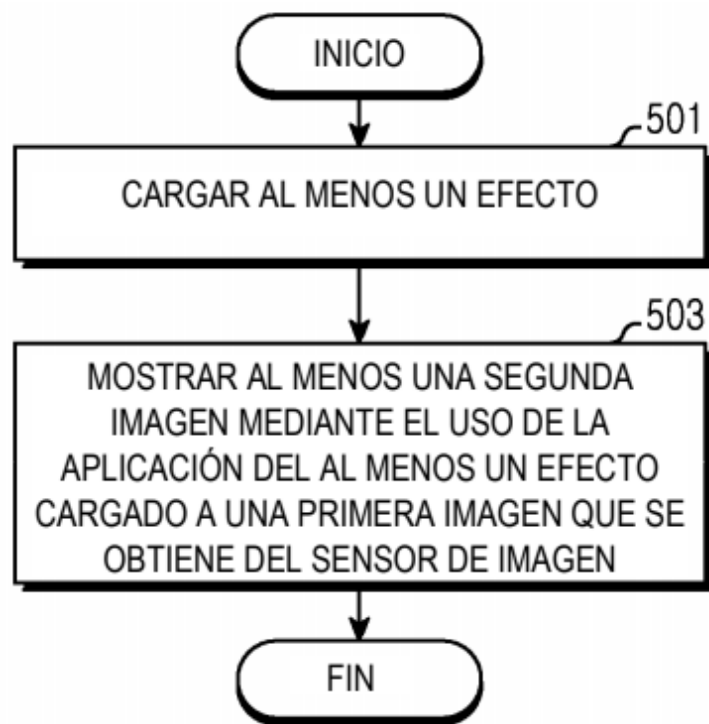 INICIO
501
CARGAR AL MENOS UN EFECTO
503
MOSTRAR AL MENOS UNA SEGUNDA
IMAGEN MEDIANTE EL USO DE LA
APLICACIÓN DEL AL MENOS UN EFECTO
CARGADO A UNA PRIMERA IMAGEN QUE SE
OBTIENE DEL SENSOR DE IMAGEN
FIN